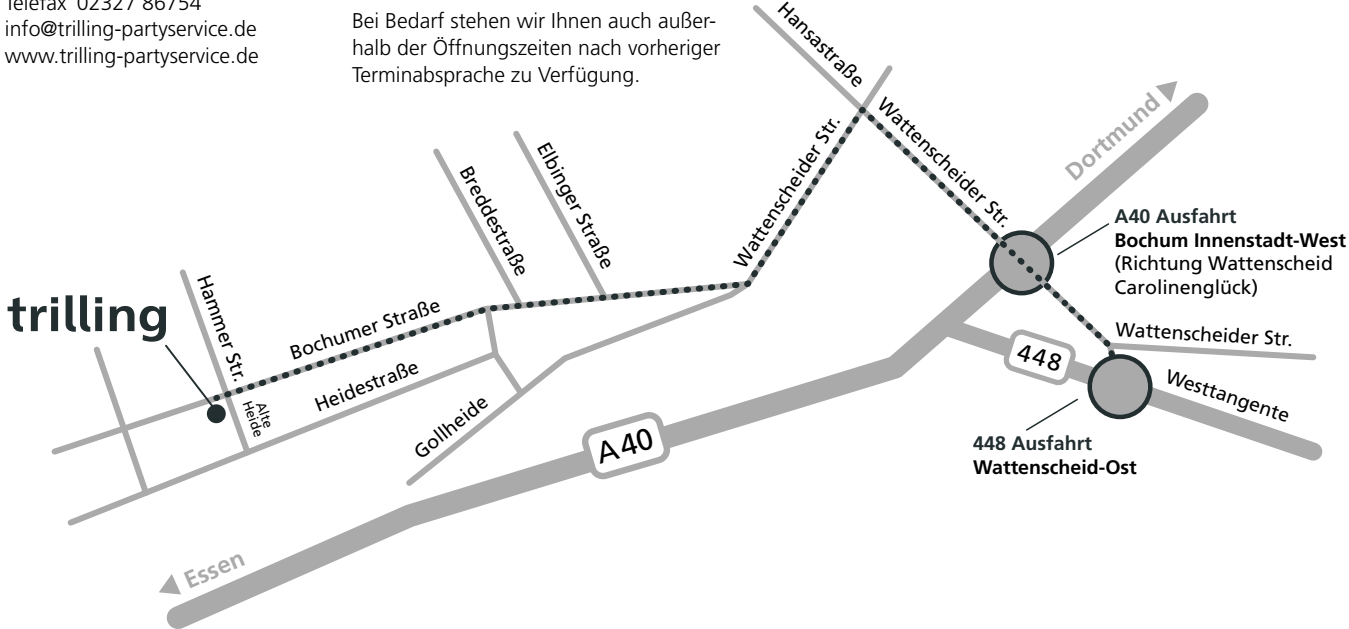 Telefax 02327 86754
info@trilling-partyservice.de
www.trilling-partyservice.de
Bei Bedarf stehen wir Ihnen auch außer-
halb der Öffnungszeiten nach vorheriger
Terminabsprache zu Verfügung.
Hansastraße
Wattenscheider Str.
Wattenscheider Str.
Dortmund
Elbinger Straße
Breddestraße
A40 Ausfahrt
Bochum Innenstadt-West
(Richtung Wattenscheid
Carolinenglück)
Hammer Str.
trilling
Bochumer Straße
Wattenscheider Str.
448
Westtangente
Heidestraße
Alte
Heide
Gollheide
A40
448 Ausfahrt
Wattenscheid-Ost
Essen